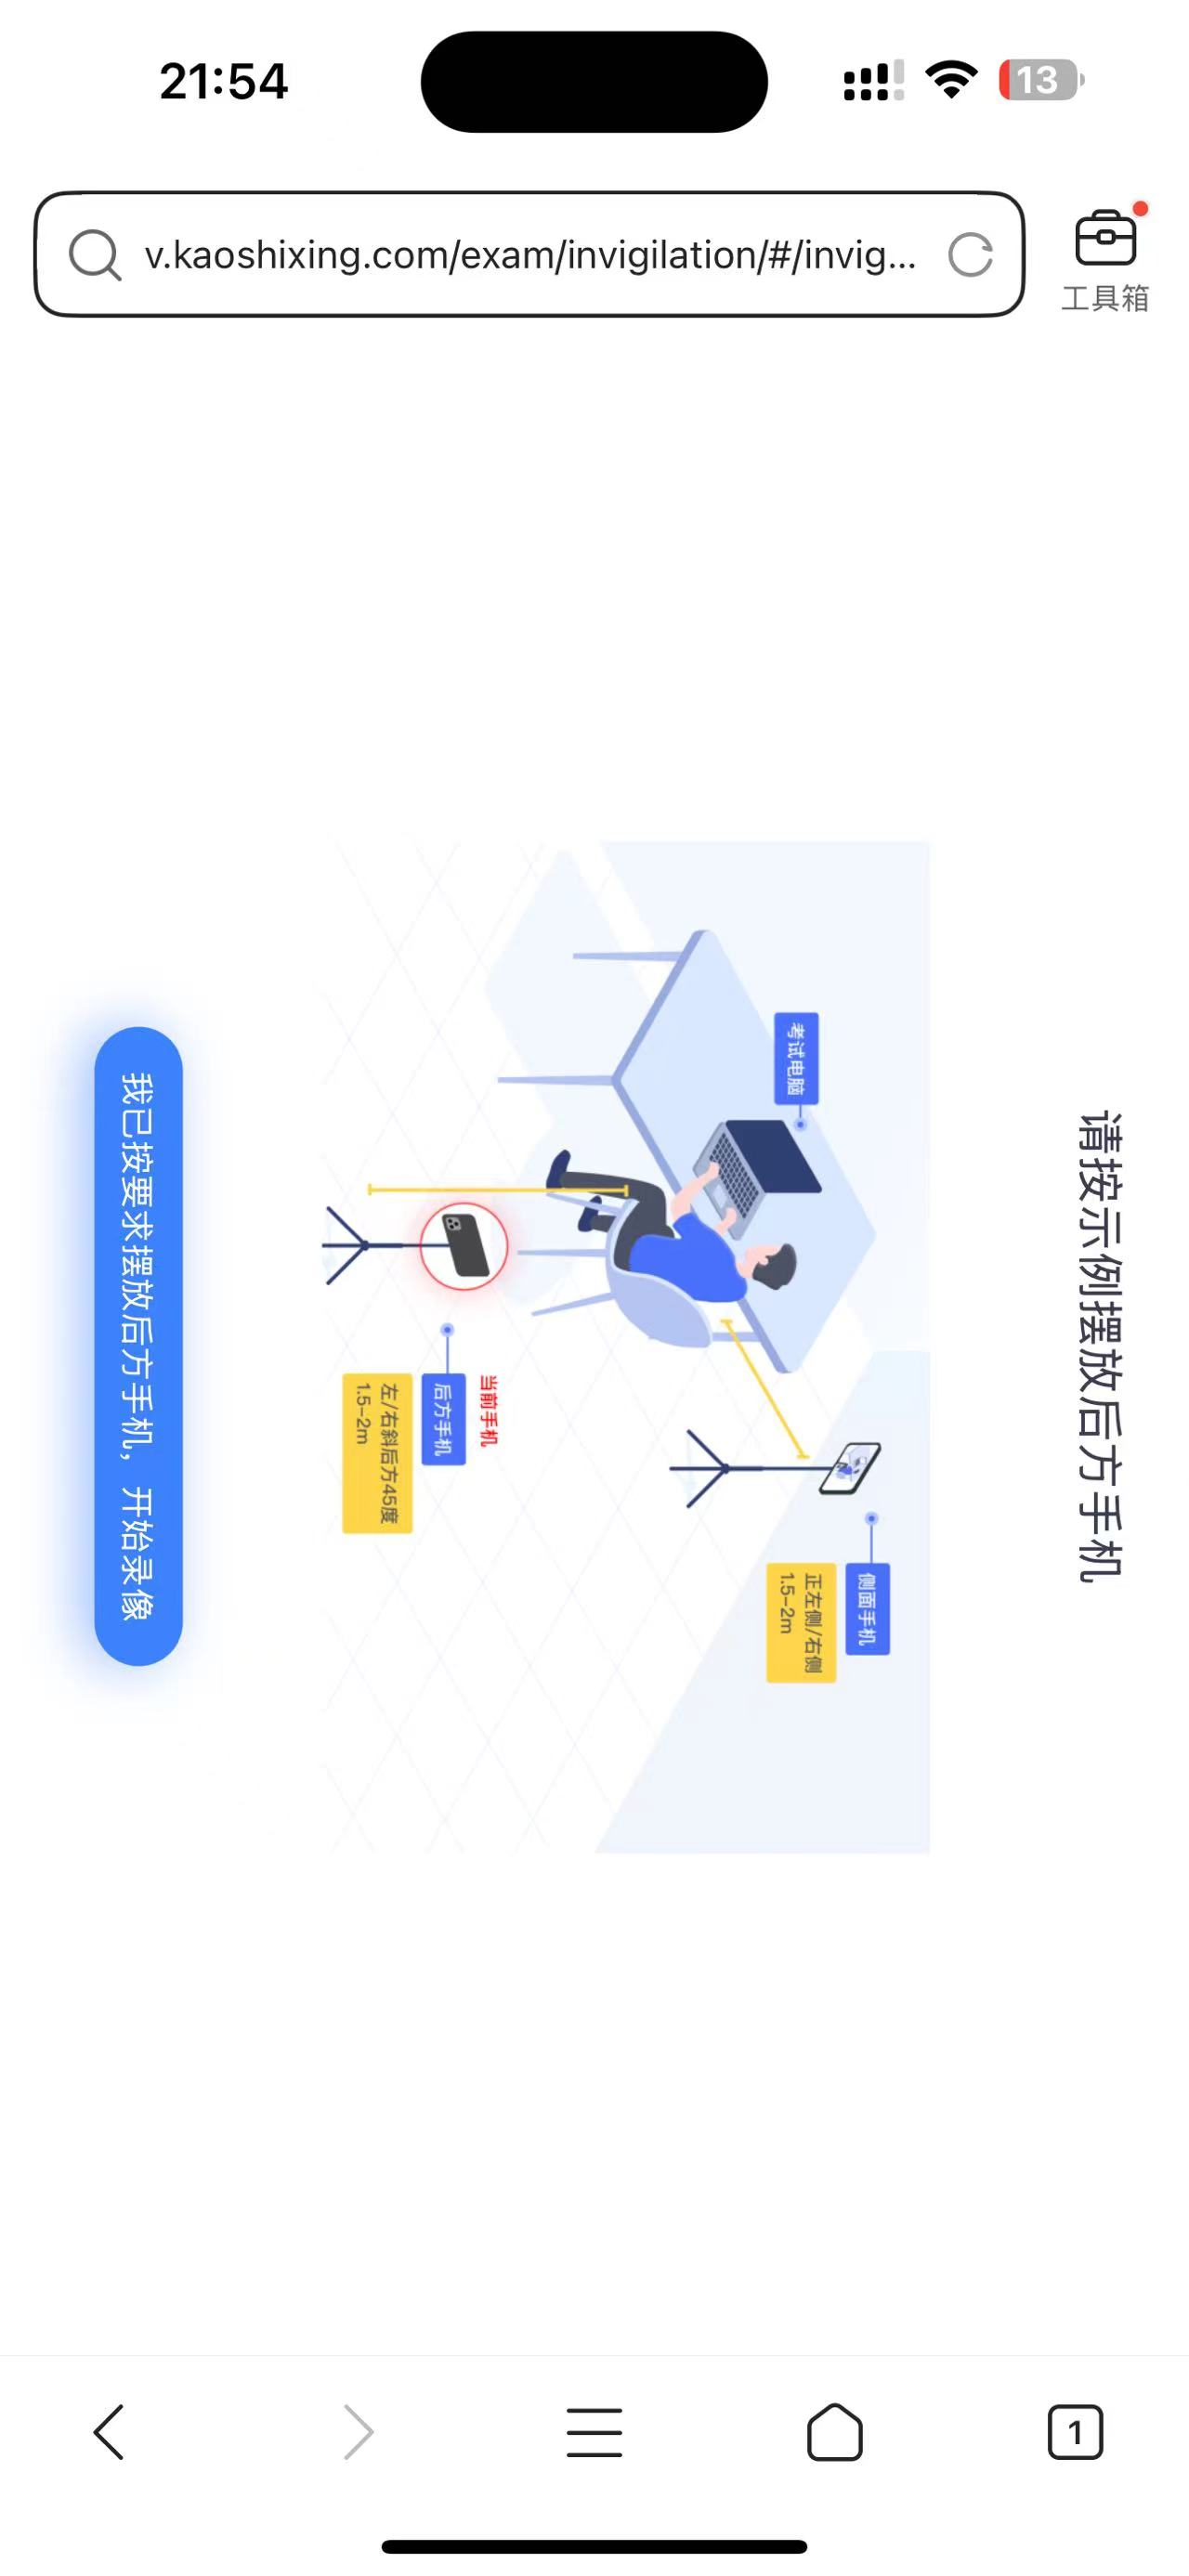 21:54
13
v.kaoshixing.com/exam/invigilation/#/invig...
工具箱
请按示例摆放后方手机
考试电脑
侧面手机
正左侧/右侧
1.5-2m
当前手机
后方手机
左/右斜后方45度
1.5-2m
我已按要求摆放后方手机，开始录像
1